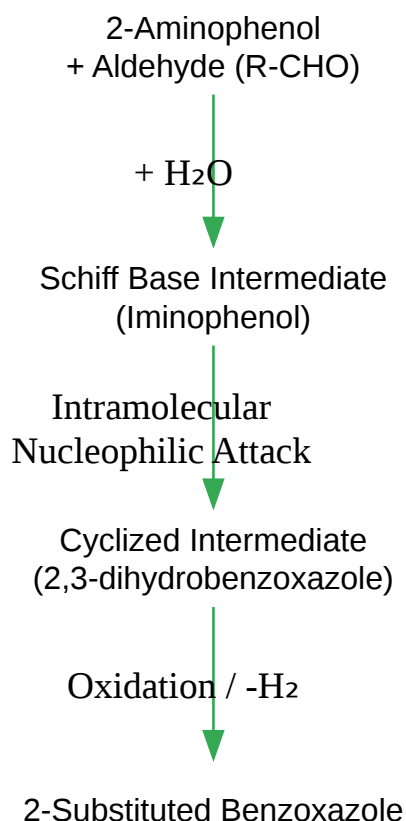 2-Aminophenol
+ Aldehyde (R-CHO)
+ H₂O
Schiff Base Intermediate
(Iminophenol)
Intramolecular
Nucleophilic Attack
Cyclized Intermediate
(2,3-dihydrobenzoxazole)
Oxidation / -H₂
2-Substituted Benzoxazole